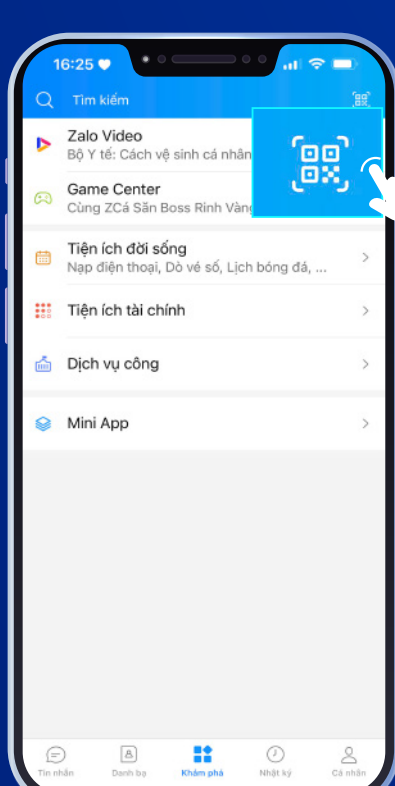 16:25
Tìm kiếm
Zalo Video
Bộ Y tế: Cách vệ sinh cá nhân
Game Center
Cùng ZCá Săn Boss Rinh Vàng
Tiện ích đời sống
Nạp điện thoại, Dò vé số, Lịch bóng đá, ...
Tiện ích tài chính
Dịch vụ công
Mini App
Tin nhắn Danh bạ Khám phá Nhật ký Cá nhân